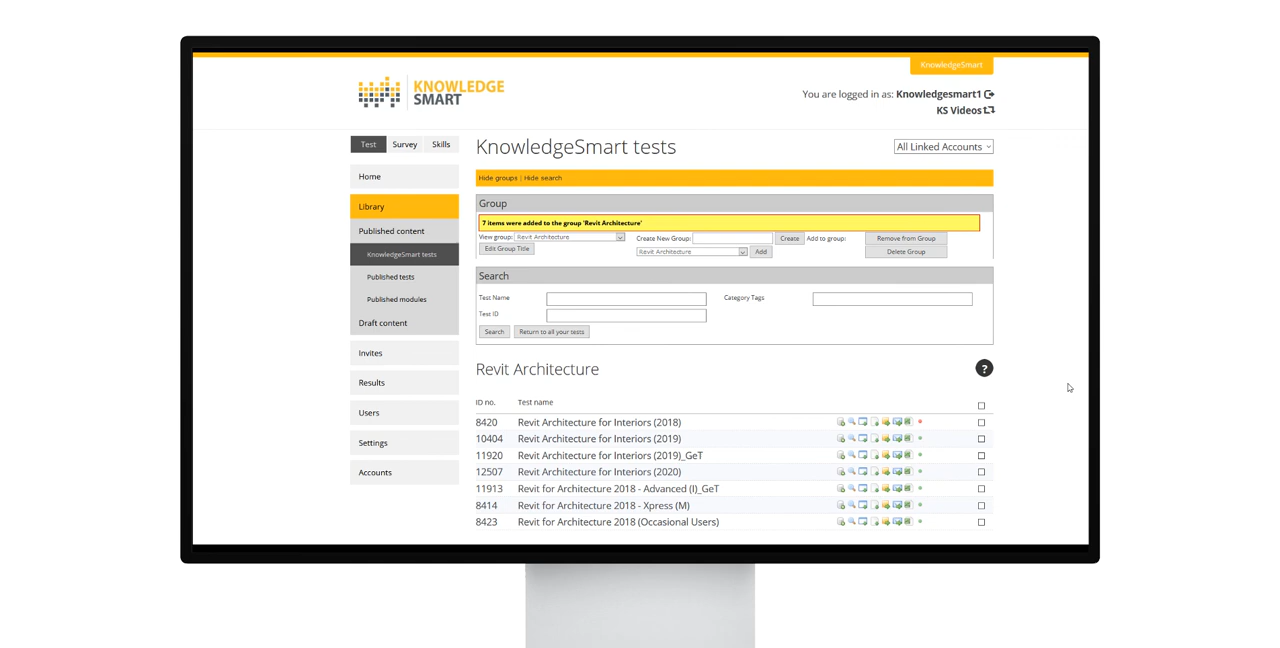 KnowledgeSmart
KNOWLEDGE
SMART
You are logged in as: Knowledgesmart1
KS Videos
Test Survey Skills
KnowledgeSmart tests
All Linked Accounts
Home
Library
Published content
KnowledgeSmart tests
Published tests
Published modules
Draft content
Invites
Results
Users
Settings
Accounts
Hide groups | Hide search
Group
7 items were added to the group 'Revit Architecture'
View group: Revit Architecture Create New Group: Create Add to group: Remove from Group
Edit Group Title Revit Architecture Add Delete Group
Search
Test Name Category Tags
Test ID
Search Return to all your tests
Revit Architecture ?
ID no. Test name
8420 Revit Architecture for Interiors (2018)
10404 Revit Architecture for Interiors (2019)
11920 Revit Architecture for Interiors (2019)_GeT
12507 Revit Architecture for Interiors (2020)
11913 Revit for Architecture 2018 - Advanced (I)_GeT
8414 Revit for Architecture 2018 - Xpress (M)
8423 Revit for Architecture 2018 (Occasional Users)